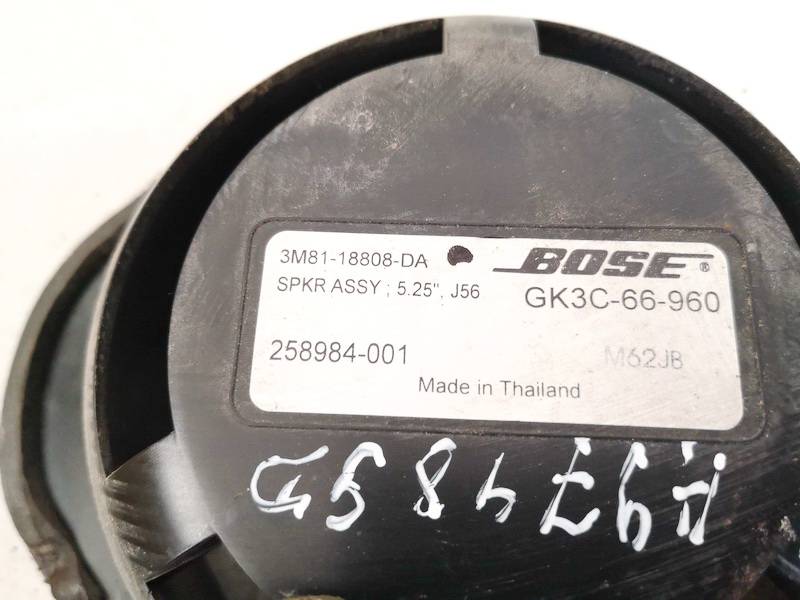 3M81-18808-DA
BOSE®
SPKR ASSY ; 5.25", J56
GK3C-66-960
258984-001
M62JB
Made in Thailand